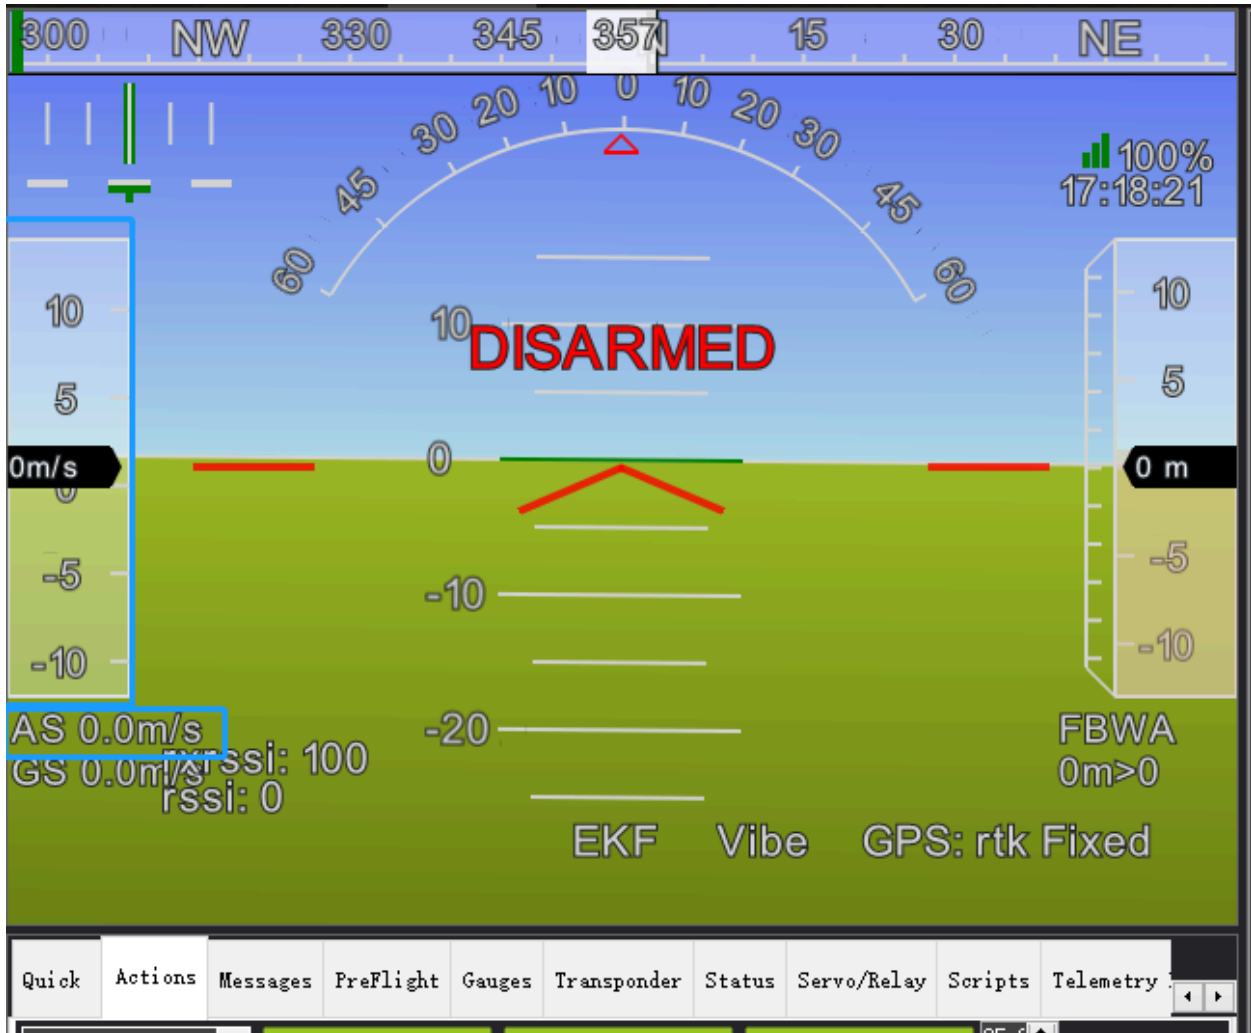 300 NW 330 345 357 15 30 NE
60 45 30 20 10 0 10 20 30 45 60
100%
17:18:21
10
5
0m/s
0
-5
-10
10
DISARMED
0
-10
-20
10
5
0 m
-5
-10
AS 0.0m/s
GS 0.0m/s
rxrssi: 100
rssi: 0
FBWA
0m>0
EKF Vibe GPS: rtk Fixed
Quick Actions Messages PreFlight Gauges Transponder Status Servo/Relay Scripts Telemetry